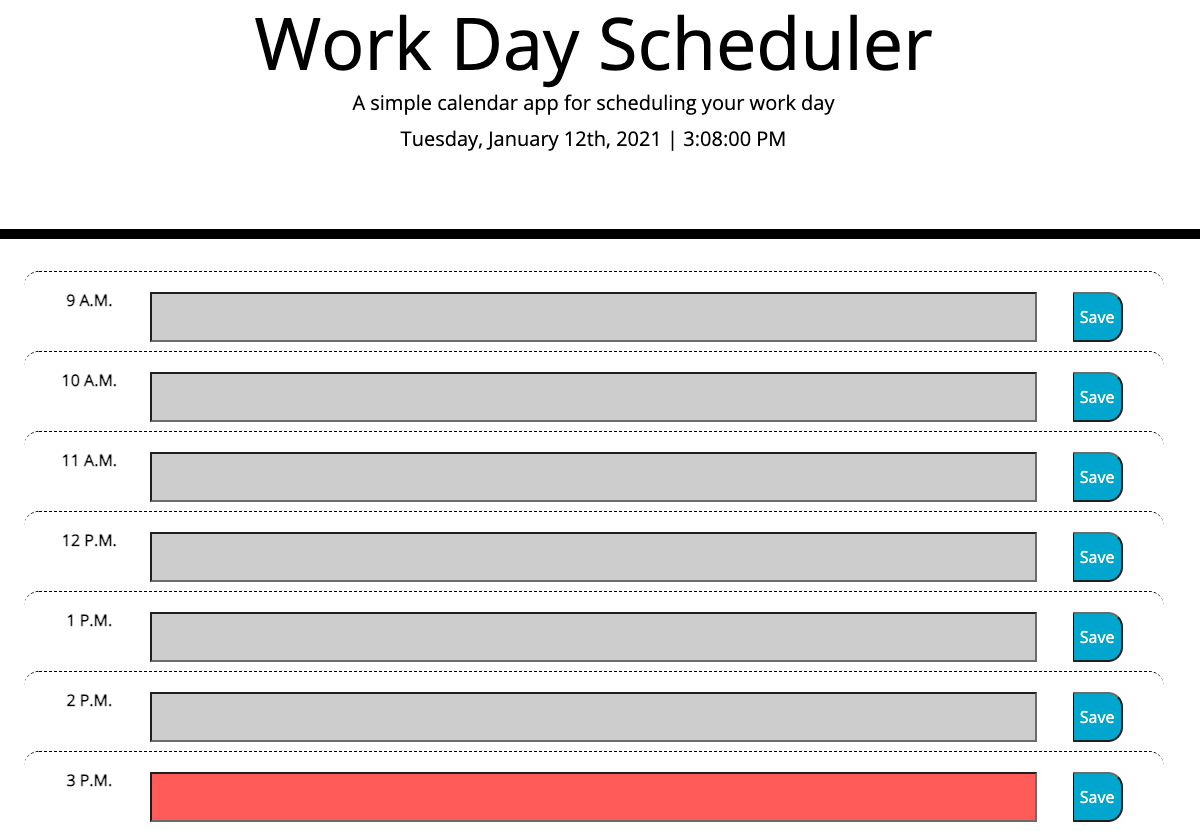 Work Day Scheduler
A simple calendar app for scheduling your work day
Tuesday, January 12th, 2021 | 3:08:00 PM
9 A.M. Save
10 A.M. Save
11 A.M. Save
12 P.M. Save
1 P.M. Save
2 P.M. Save
3 P.M. Save